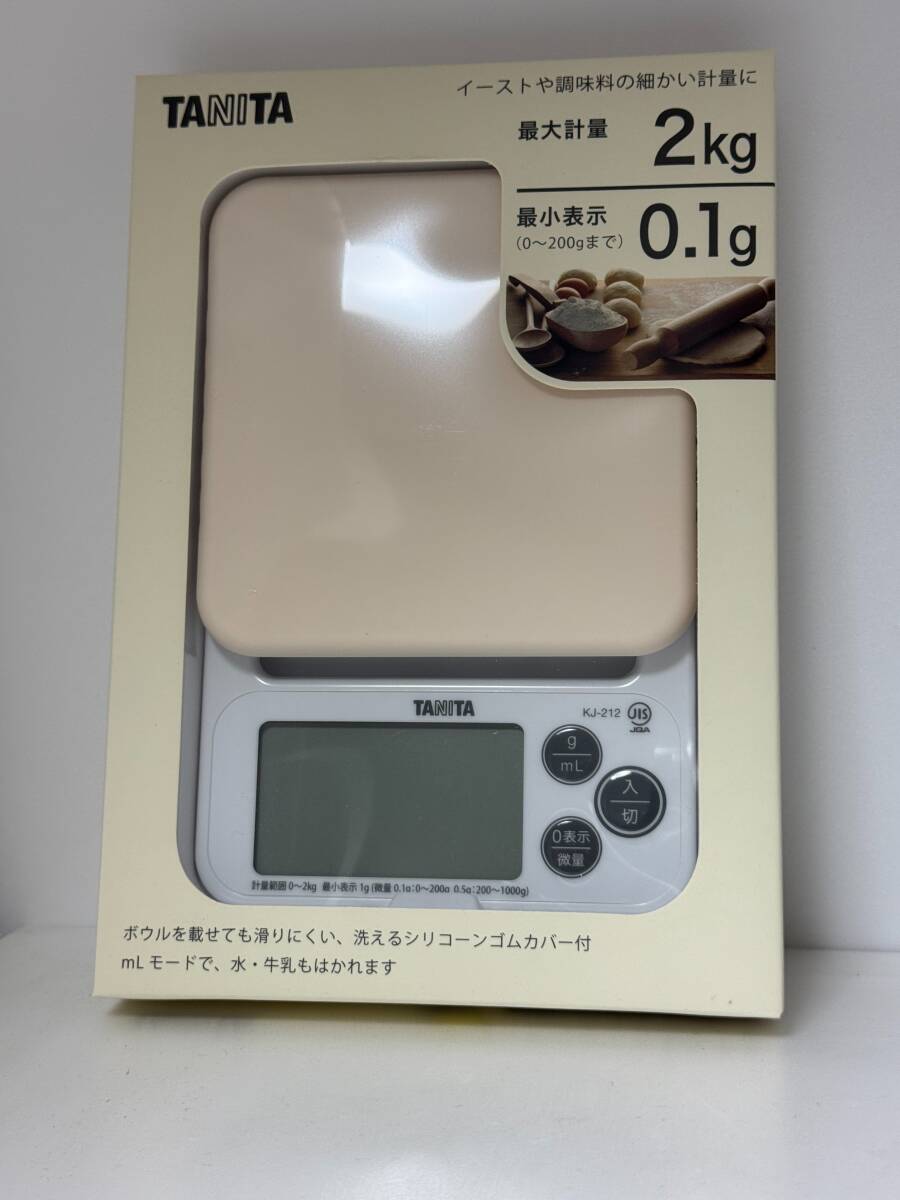 TANITA
イーストや調味料の細かい計量に
最大計量 2kg
最小表示
(0〜200gまで) 0.1g
TANITA
KJ-212 JIS
JQA
g
mL
入
切
0表示
微量
計量範囲 0〜2kg 最小表示 1g (微量 0.1g:0〜200g 0.5g:200〜1000g)
ボウルを載せても滑りにくい、洗えるシリコーンゴムカバー付
mL モードで、水・牛乳もはかれます